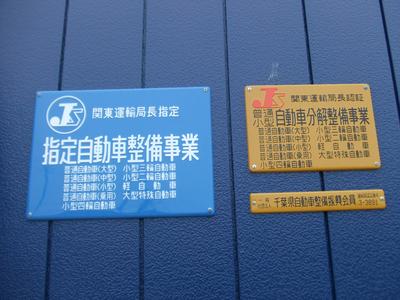 JS
関東運輸局長指定
指定自動車整備事業
普通自動車(大型) 小型三輪自動車
普通自動車(中型) 小型二輪自動車
普通自動車(小型) 軽自動車
普通自動車(乗用) 大型特殊自動車
小型四輪自動車
JS 関東運輸局長認証
普通
小型 自動車分解整備事業
普通自動車(大型) 小型三輪自動車
普通自動車(中型) 小型二輪自動車
普通自動車(小型) 軽自動車
普通自動車(乗用) 大型特殊自動車
小型四輪自動車
千葉県自動車整備振興会員
3-3891